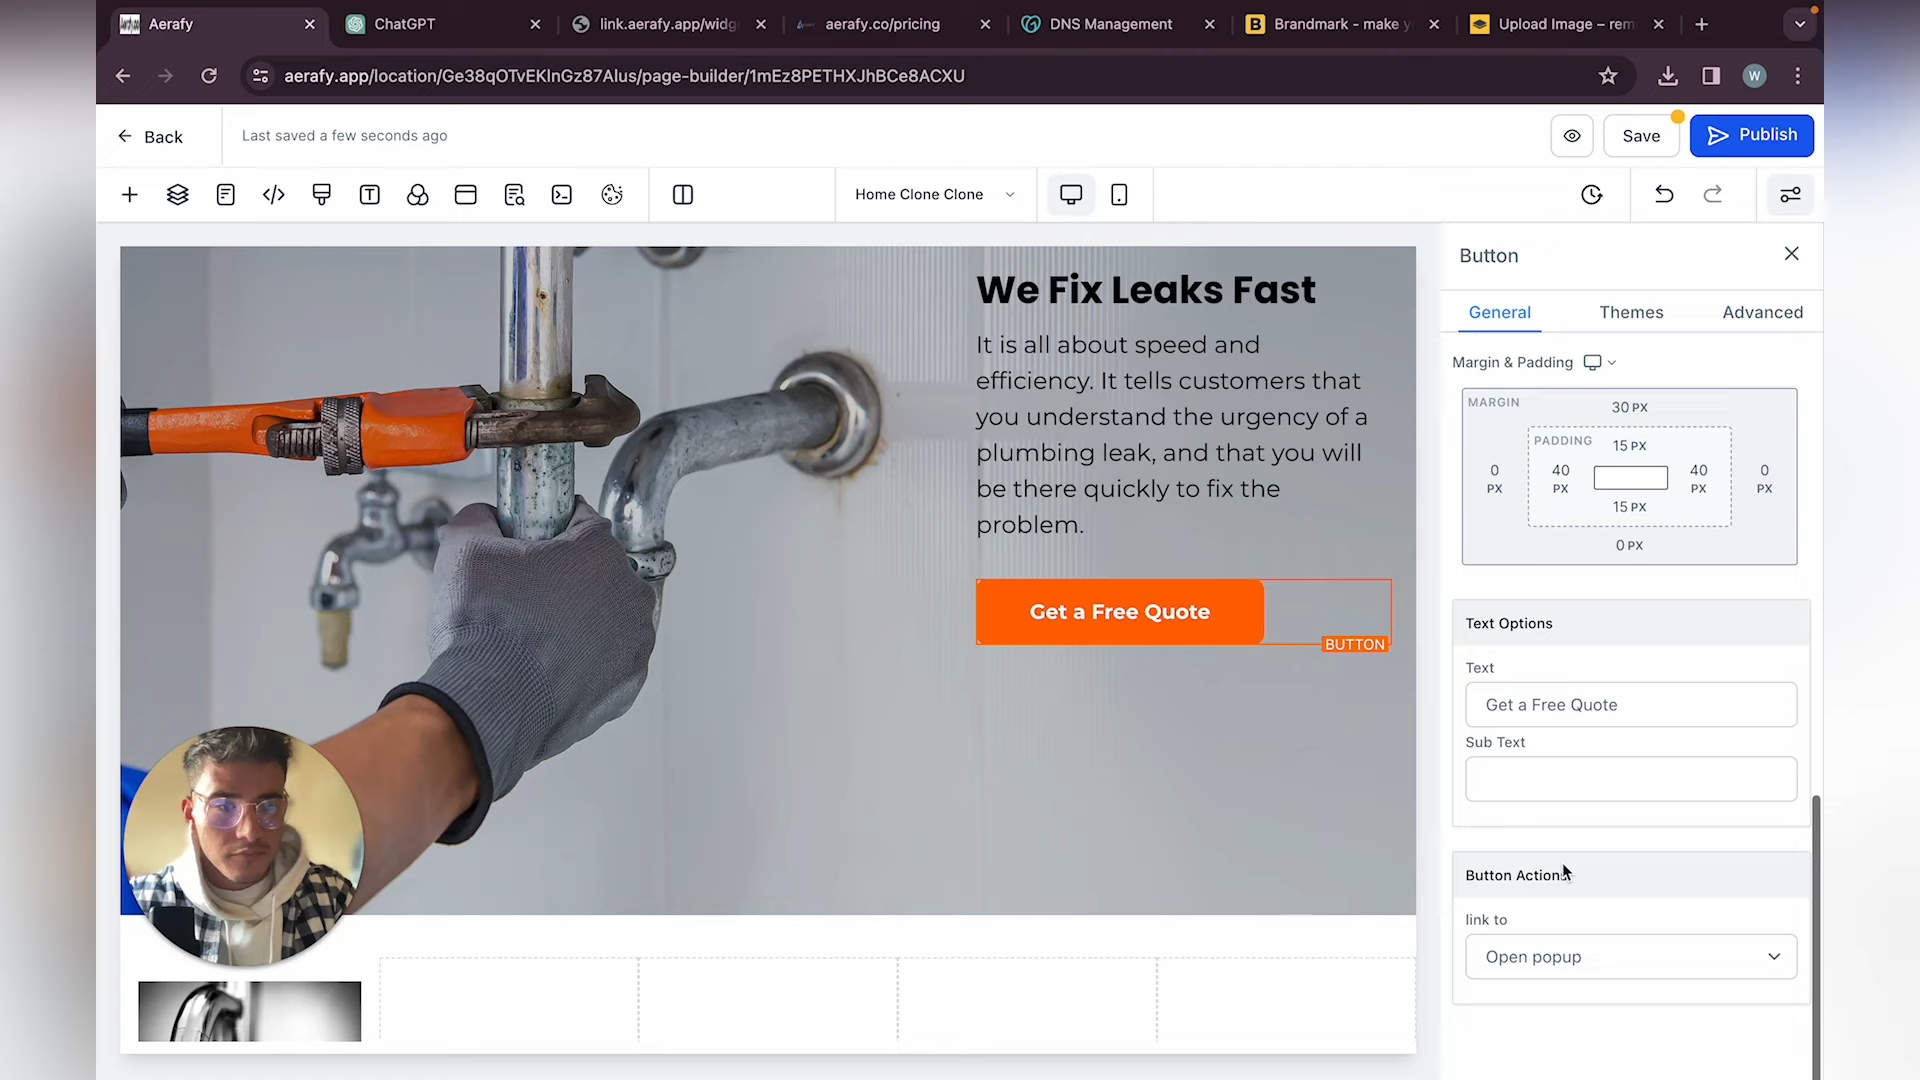 Aerafy
ChatGPT
link.aerafy.app/widg
aerafy.co/pricing
DNS Management
Brandmark - make y
Upload Image – rem
aerafy.app/location/Ge38qOTvEKlnGz87Alus/page-builder/1mEz8PETHXJhBCe8ACXU
W
Back
Last saved a few seconds ago
Save
Publish
Home Clone Clone
Button
General
Themes
Advanced
We Fix Leaks Fast
It is all about speed and
efficiency. It tells customers that
you understand the urgency of a
plumbing leak, and that you will
be there quickly to fix the
problem.
Get a Free Quote
BUTTON
Margin & Padding
MARGIN
30 PX
PADDING
15 PX
0 PX
40 PX
40 PX
0 PX
15 PX
0 PX
Text Options
Text
Get a Free Quote
Sub Text
Button Actions
link to
Open popup